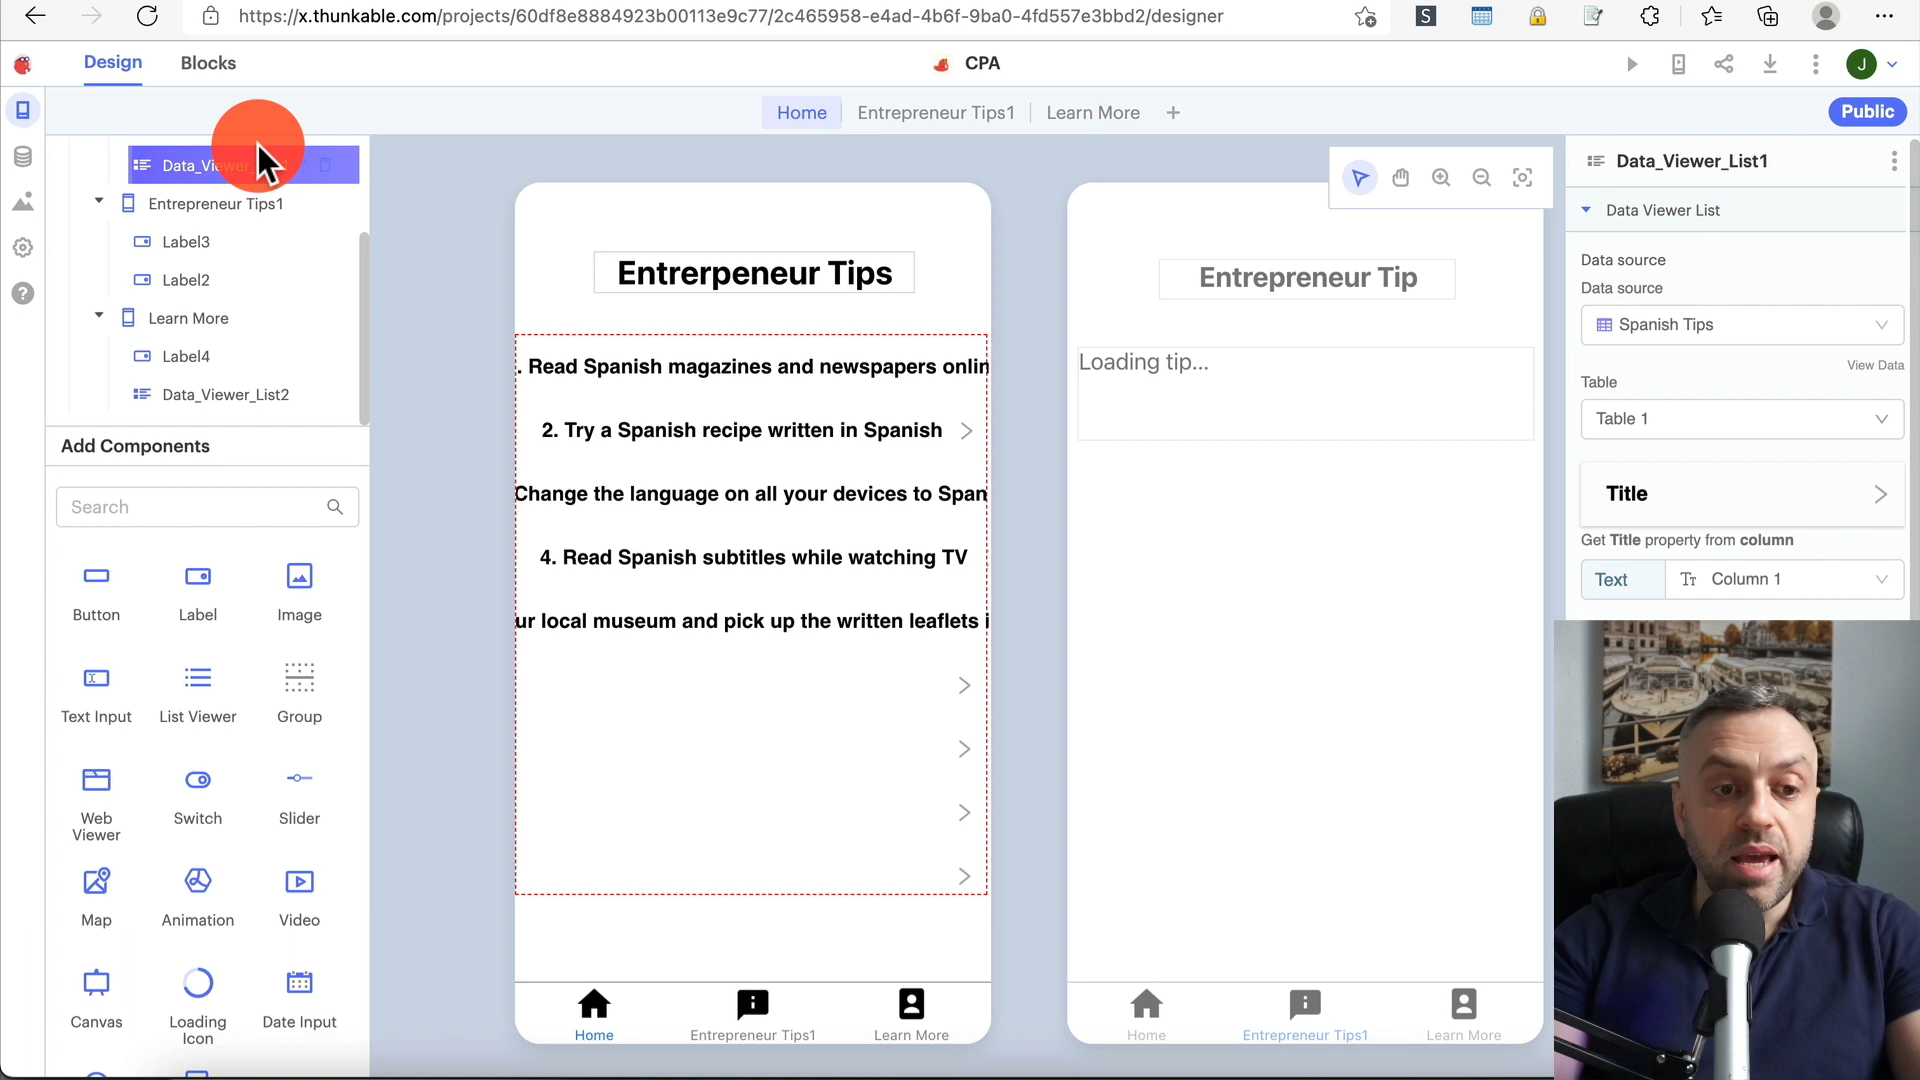 https://x.thunkable.com/projects/60df8e8884923b00113e9c77/2c465958-e4ad-4b6f-9ba0-4fd557e3bbd2/designer
S
Design
Blocks
CPA
J
Home
Entrepreneur Tips1
Learn More
Public
Data_Viewer
Entrepreneur Tips1
Label3
Label2
Learn More
Label4
Data_Viewer_List2
Add Components
Search
Button
Label
Image
Text Input
List Viewer
Group
Web Viewer
Switch
Slider
Map
Animation
Video
Canvas
Loading Icon
Date Input
Entrerpeneur Tips
. Read Spanish magazines and newspapers onlin
2. Try a Spanish recipe written in Spanish
Change the language on all your devices to Span
4. Read Spanish subtitles while watching TV
ur local museum and pick up the written leaflets i
Home
Entrepreneur Tips1
Learn More
Entrepreneur Tip
Loading tip...
Home
Entrepreneur Tips1
Learn More
Data_Viewer_List1
Data Viewer List
Data source
Data source
Spanish Tips
View Data
Table
Table 1
Title
Get Title property from column
Text
Tт Column 1